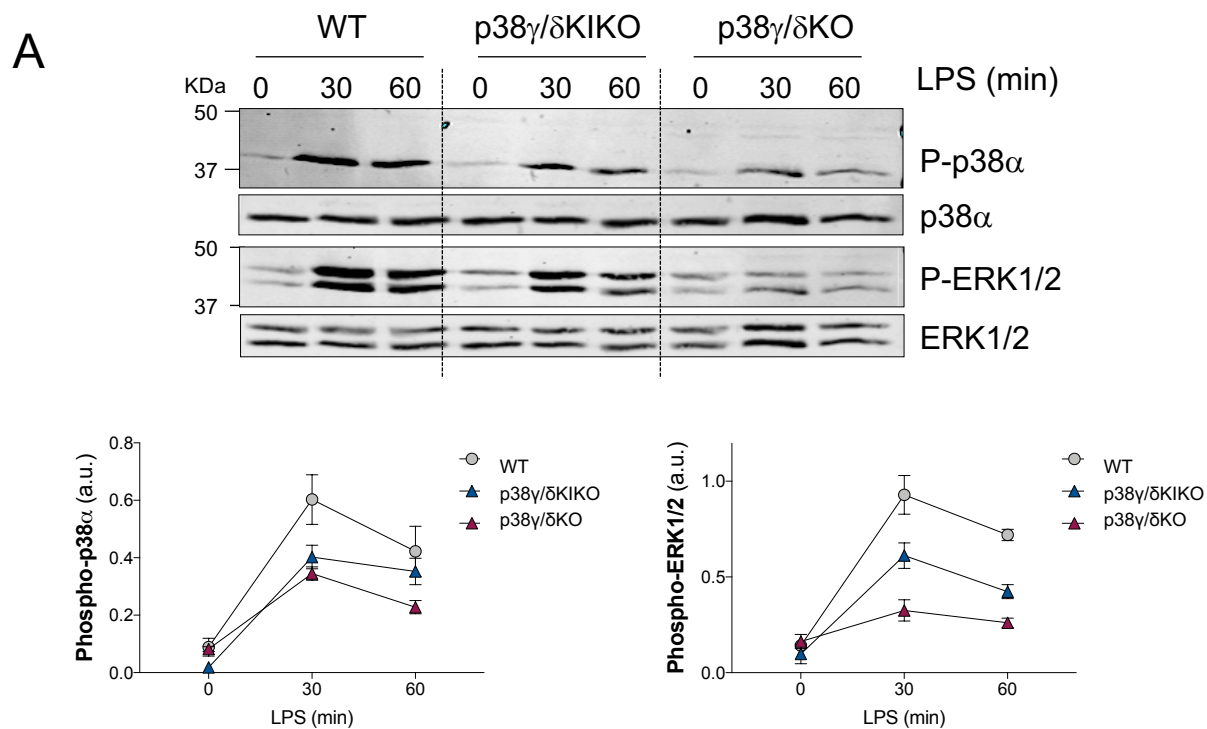 A
WT p38γ/δKIKO p38γ/δKO
KDa 0 30 60 0 30 60 0 30 60 LPS (min)
50
37
P-p38α
p38α
50
37
P-ERK1/2
ERK1/2
Phospho-p38α (a.u.)
0.8
0.6
0.4
0.2
0.0
0 30 60
LPS (min)
WT
p38γ/δKIKO
p38γ/δKO
Phospho-ERK1/2 (a.u.)
1.0
0.5
0.0
0 30 60
LPS (min)
WT
p38γ/δKIKO
p38γ/δKO